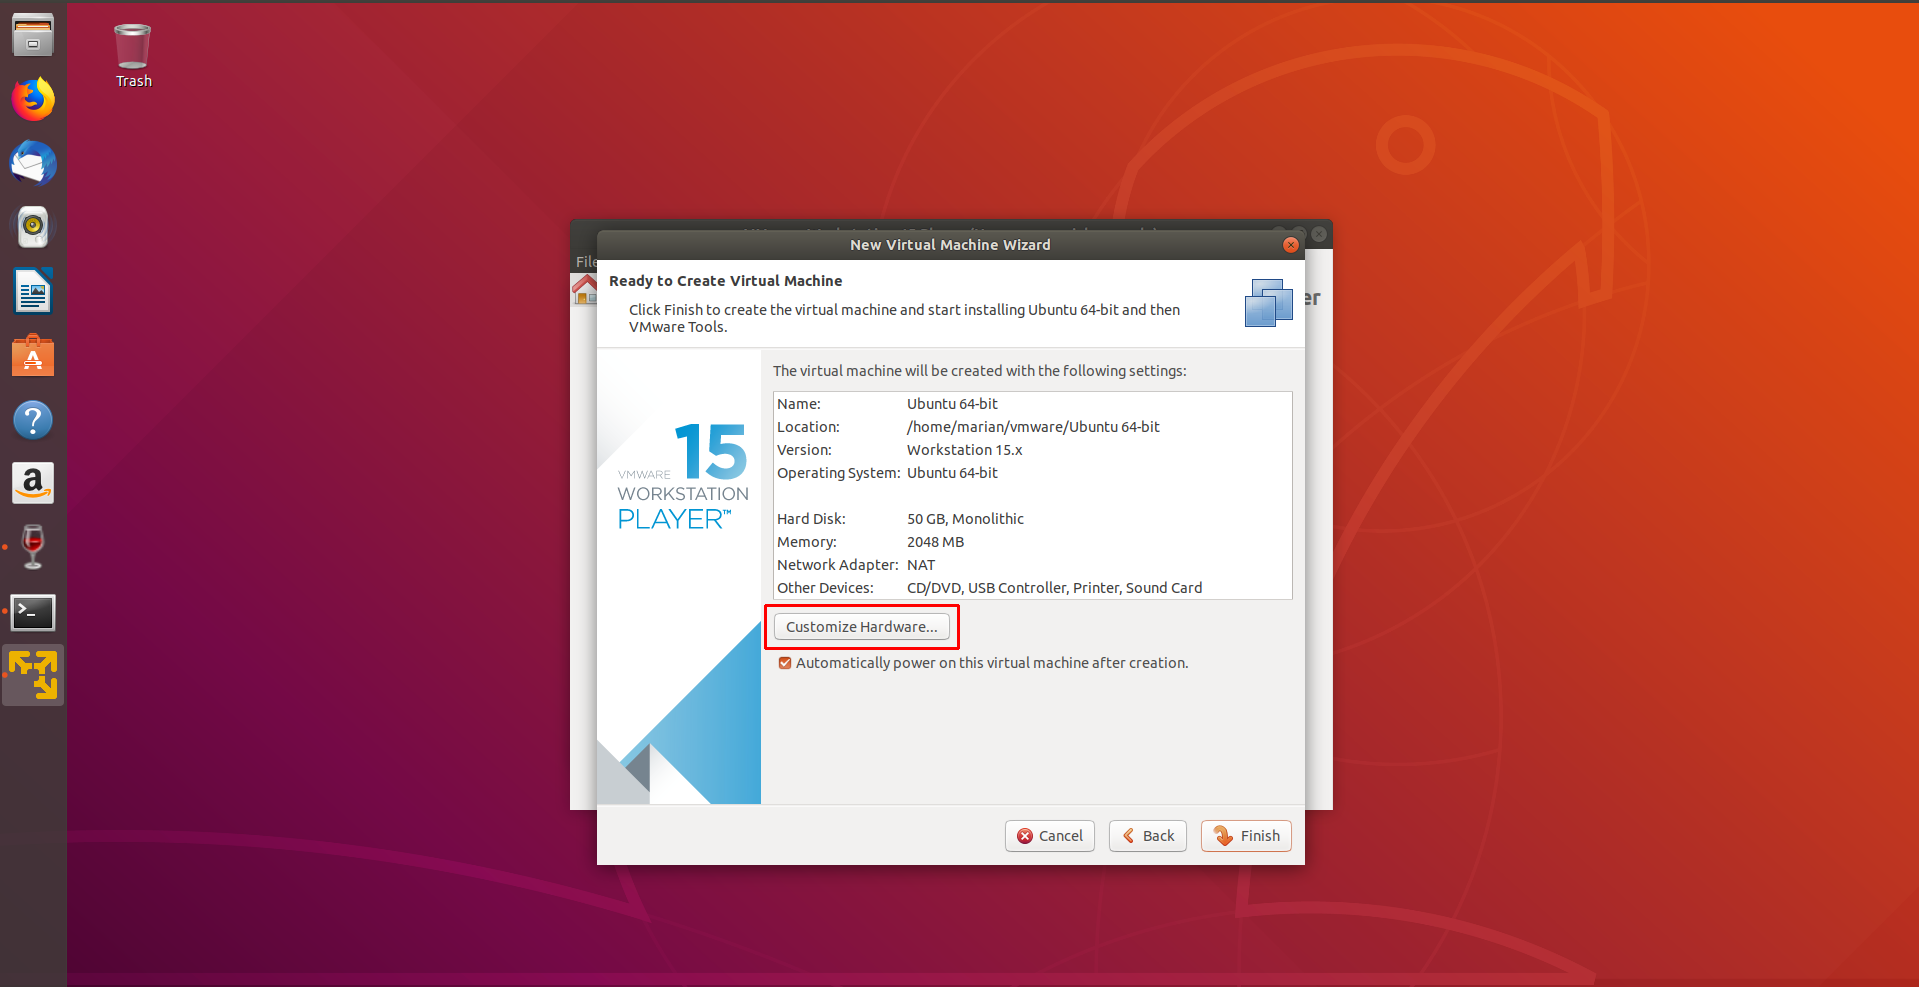 Trash
New Virtual Machine Wizard
File
Ready to Create Virtual Machine
Click Finish to create the virtual machine and start installing Ubuntu 64-bit and then
VMware Tools.
er
The virtual machine will be created with the following settings:
Name: Ubuntu 64-bit
Location: /home/marian/vmware/Ubuntu 64-bit
Version: Workstation 15.x
Operating System: Ubuntu 64-bit
Hard Disk: 50 GB, Monolithic
Memory: 2048 MB
Network Adapter: NAT
Other Devices: CD/DVD, USB Controller, Printer, Sound Card
VMWARE 15
WORKSTATION
PLAYER™
Customize Hardware...
Automatically power on this virtual machine after creation.
Cancel
Back
Finish